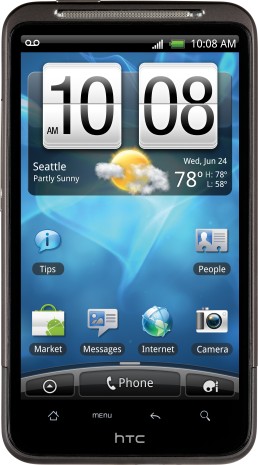 10:08 AM
AM 10 08
Seattle
Partly Sunny
Wed, Jun 24
78° H: 78°
L: 58°
Tips
People
Market
Messages
Internet
Camera
Phone
MENU
hTC